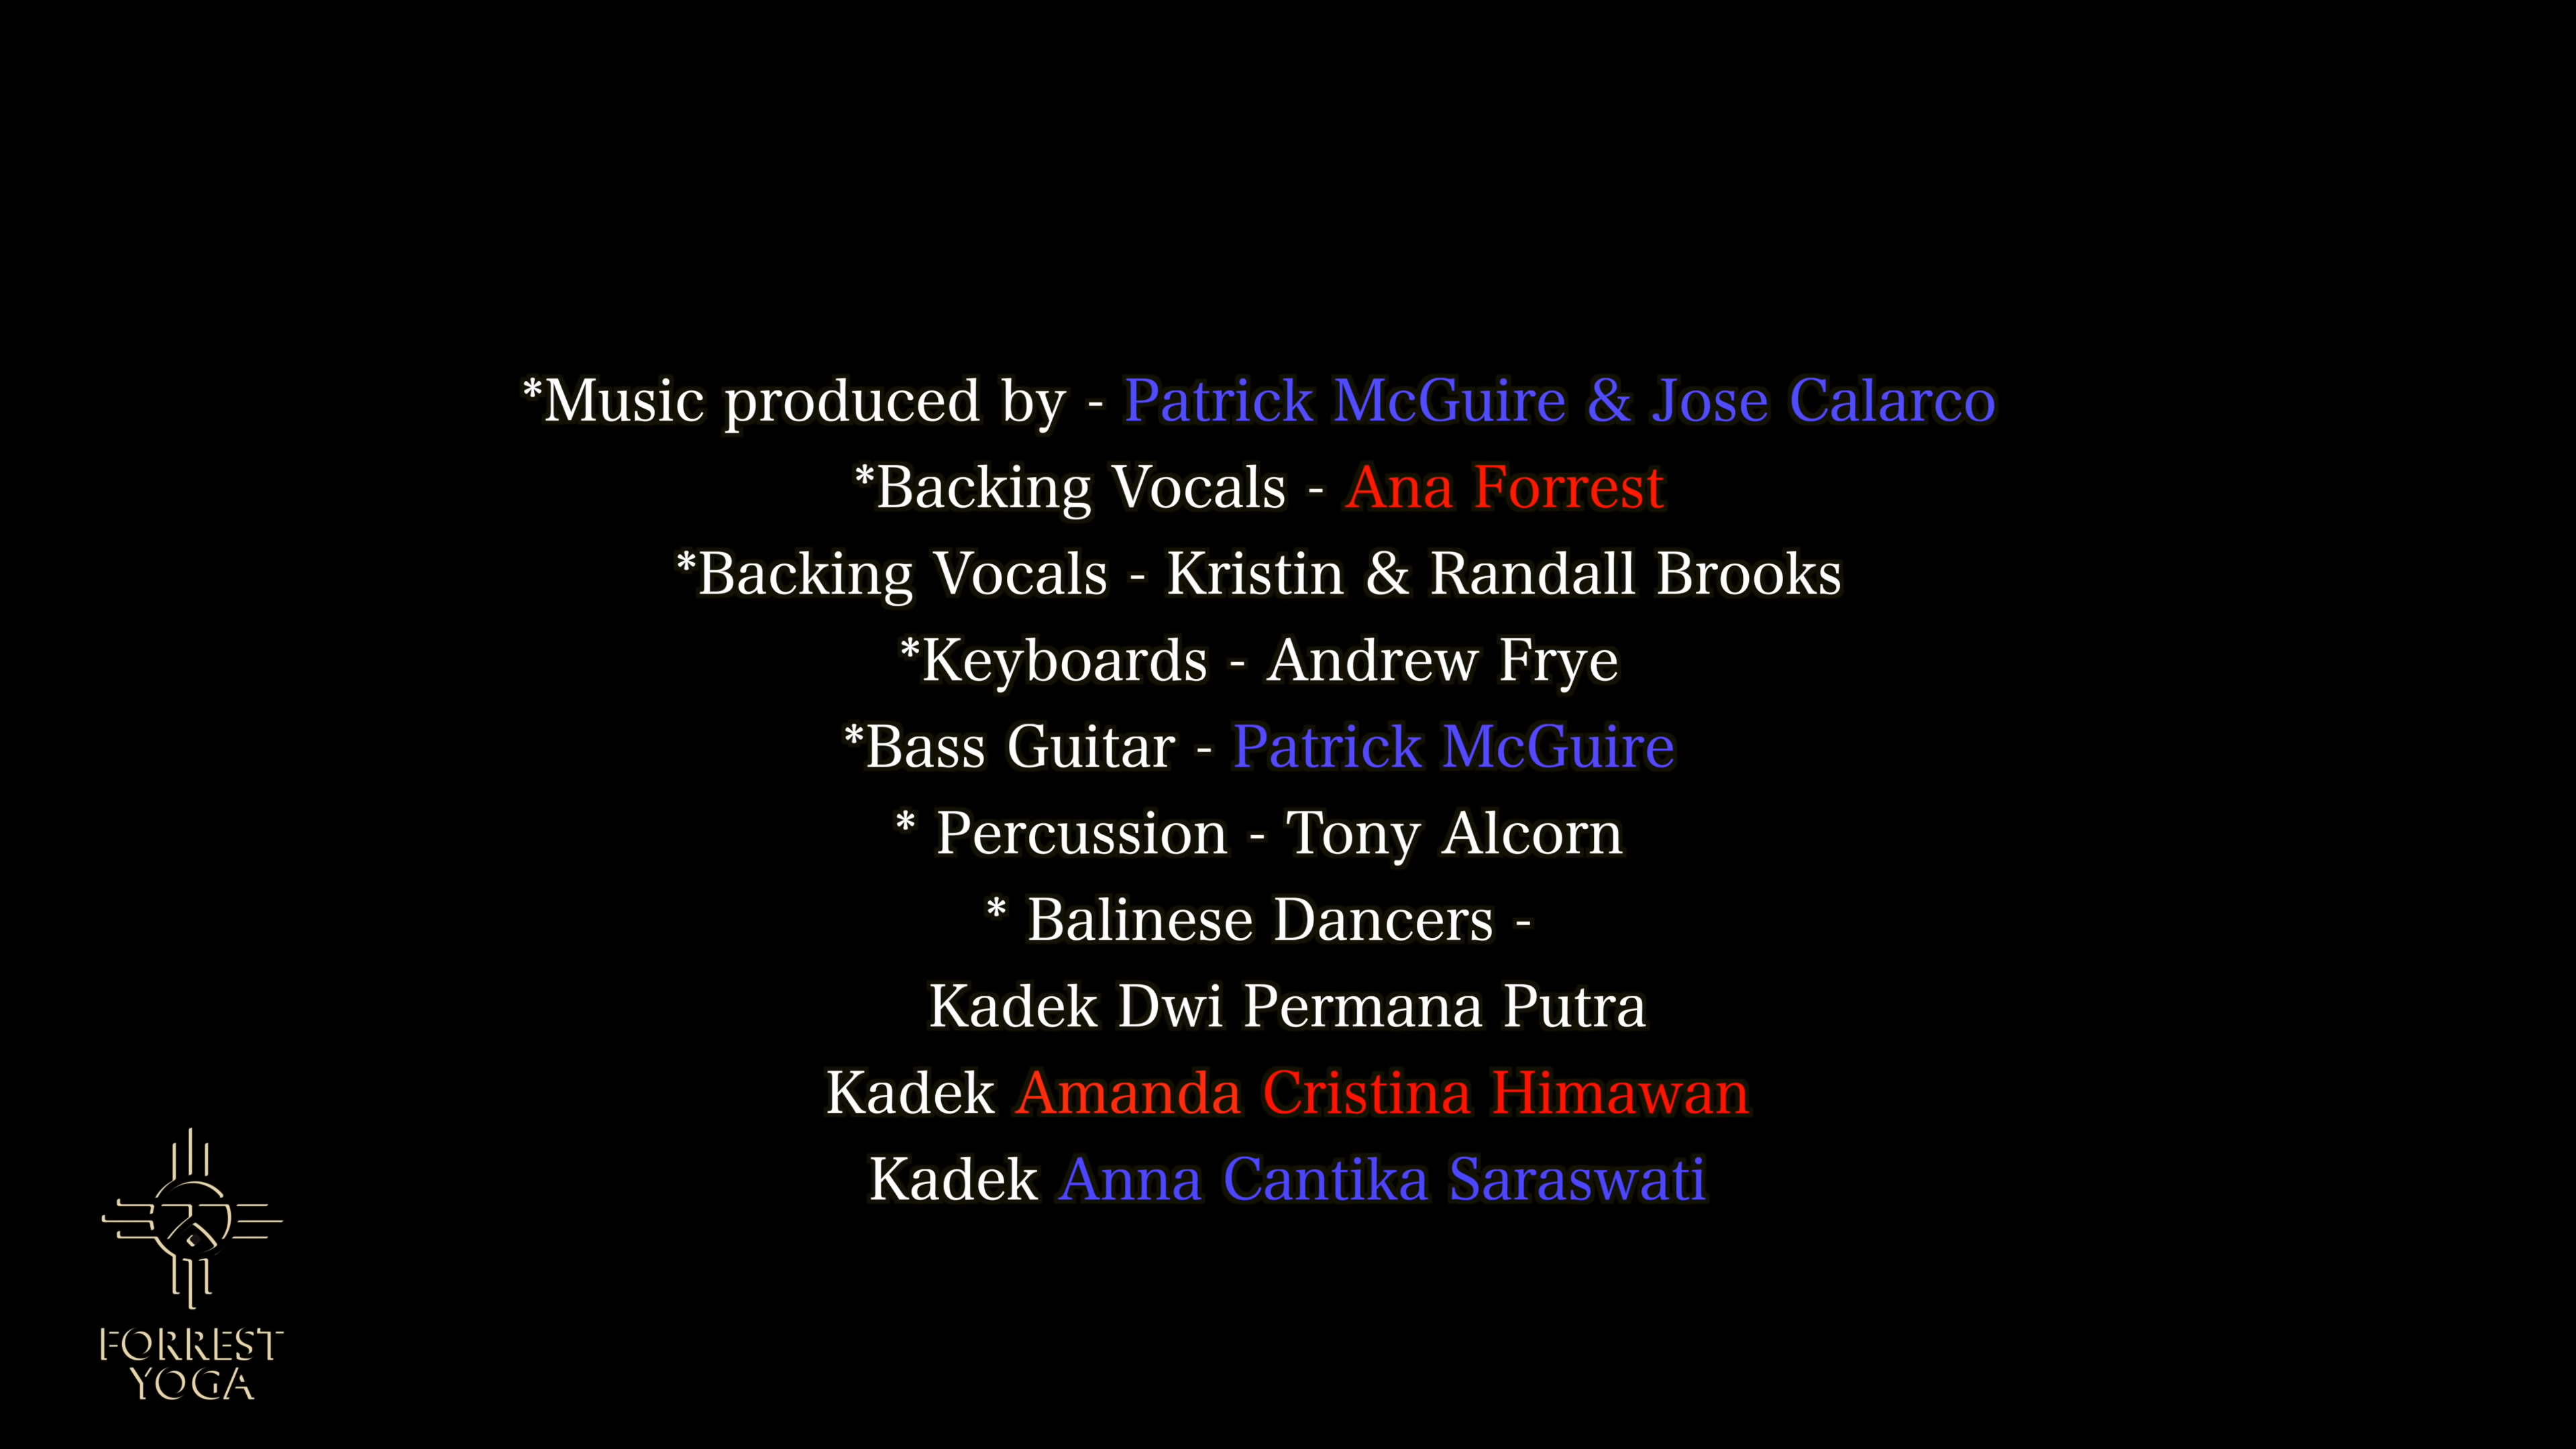 *Music produced by - Patrick McGuire & Jose Calarco
*Backing Vocals - Ana Forrest
*Backing Vocals - Kristin & Randall Brooks
*Keyboards - Andrew Frye
*Bass Guitar - Patrick McGuire
* Percussion - Tony Alcorn
* Balinese Dancers -
Kadek Dwi Permana Putra
Kadek Amanda Cristina Himawan
Kadek Anna Cantika Saraswati
FORREST
YOGA